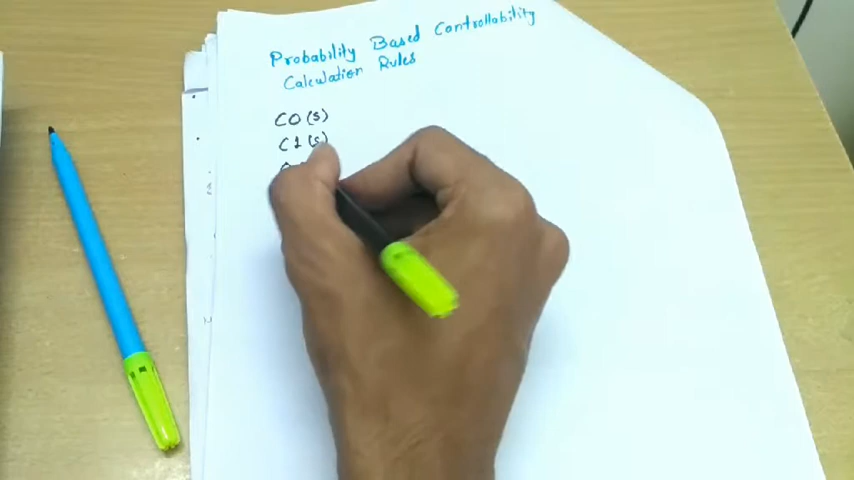 Probability Based Controllability
Calculation Rules
C0 (s)
C1 (s)